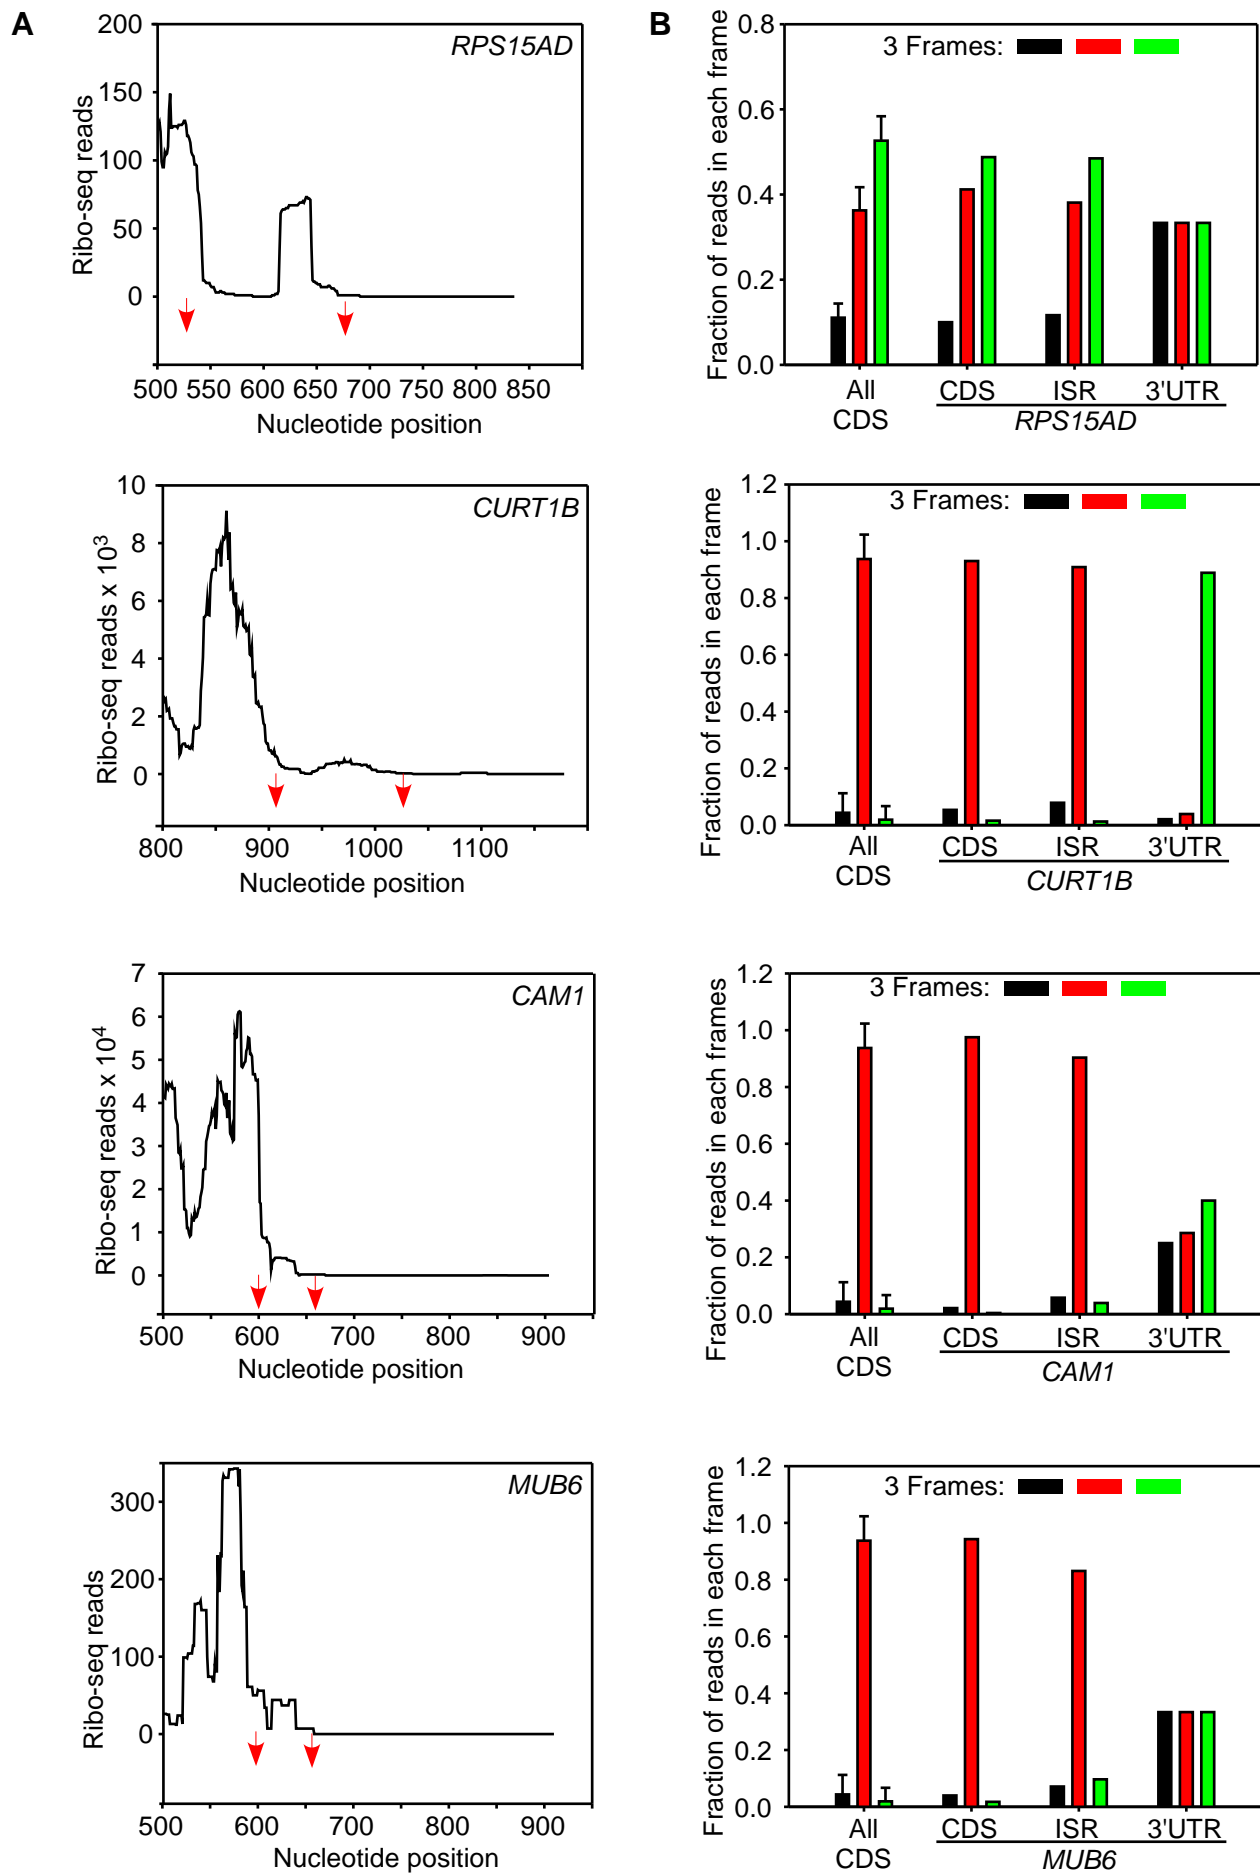 A
B
RPS15AD
Ribo-seq reads
200
150
100
50
0
500 550 600 650 700 750 800 850
Nucleotide position
3 Frames:
Fraction of reads in each frame
0.8
0.6
0.4
0.2
0.0
All CDS
CDS ISR 3'UTR
RPS15AD
CURT1B
Ribo-seq reads x 10³
10
8
6
4
2
0
800 900 1000 1100
Nucleotide position
3 Frames:
Fraction of reads in each frame
1.2
1.0
0.8
0.6
0.4
0.2
0.0
All CDS
CDS ISR 3'UTR
CURT1B
CAM1
Ribo-seq reads x 10⁴
7
6
5
4
3
2
1
0
500 600 700 800 900
Nucleotide position
3 Frames:
Fraction of reads in each frames
1.2
1.0
0.8
0.6
0.4
0.2
0.0
All CDS
CDS ISR 3'UTR
CAM1
MUB6
Ribo-seq reads
300
200
100
0
500 600 700 800 900
Nucleotide position
3 Frames:
Fraction of reads in each frame
1.2
1.0
0.8
0.6
0.4
0.2
0.0
All CDS
CDS ISR 3'UTR
MUB6